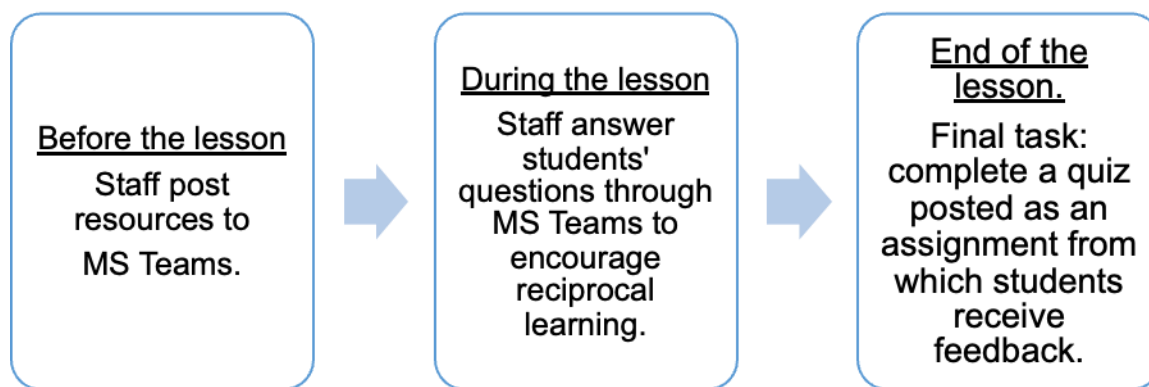 Before the lesson
Staff post
resources to
MS Teams.
During the lesson
Staff answer
students'
questions through
MS Teams to
encourage
reciprocal
learning.
End of the
lesson.
Final task:
complete a quiz
posted as an
assignment from
which students
receive
feedback.